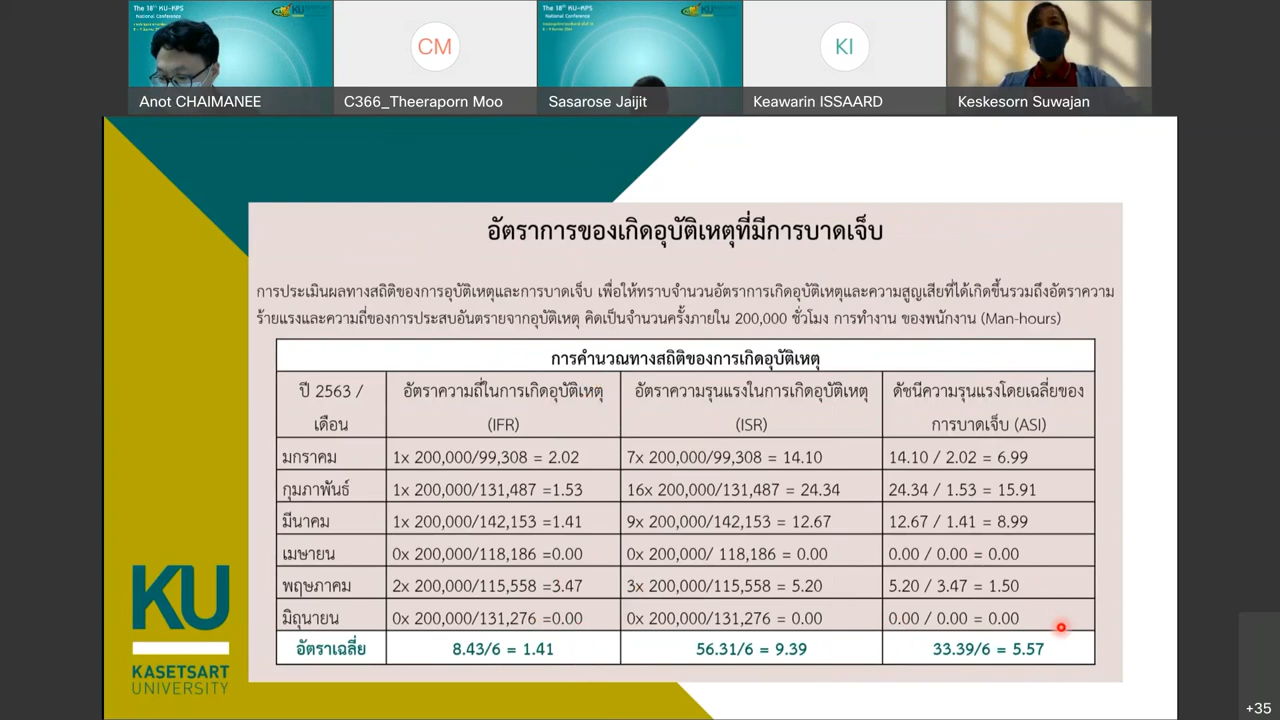 The 18th KU-KPS
National Conference
KU
The 18th KU-KPS
National Conference
KU
CM
KI
Anot CHAIMANEE
C366_Theeraporn Moo
Sasarose Jaijit
Keawarin ISSAARD
Keskesorn Suwajan
อัตราการของเกิดอุบัติเหตุที่มีการบาดเจ็บ
การประเมินผลทางสถิติของการอุบัติเหตุและการบาดเจ็บ เพื่อให้ทราบจำนวนอัตราการเกิดอุบัติเหตุและความสูญเสียที่ได้เกิดขึ้นรวมถึงอัตราความ
ร้ายแรงและความถี่ของการประสบอันตรายจากอุบัติเหตุ คิดเป็นจำนวนครั้งภายใน 200,000 ชั่วโมง การทำงาน ของพนักงาน (Man-hours)
การคำนวณทางสถิติของการเกิดอุบัติเหตุ
ปี 2563 / เดือน
อัตราความถี่ในการเกิดอุบัติเหตุ (IFR)
อัตราความรุนแรงในการเกิดอุบัติเหตุ (ISR)
ดัชนีความรุนแรงโดยเฉลี่ยของ การบาดเจ็บ (ASI)
มกราคม 1x 200,000/99,308 = 2.02 7x 200,000/99,308 = 14.10 14.10 / 2.02 = 6.99
กุมภาพันธ์ 1x 200,000/131,487 =1.53 16x 200,000/131,487 = 24.34 24.34 / 1.53 = 15.91
มีนาคม 1x 200,000/142,153 =1.41 9x 200,000/142,153 = 12.67 12.67 / 1.41 = 8.99
เมษายน 0x 200,000/118,186 =0.00 0x 200,000/ 118,186 = 0.00 0.00 / 0.00 = 0.00
พฤษภาคม 2x 200,000/115,558 =3.47 3x 200,000/115,558 = 5.20 5.20 / 3.47 = 1.50
มิถุนายน 0x 200,000/131,276 =0.00 0x 200,000/131,276 = 0.00 0.00 / 0.00 = 0.00
อัตราเฉลี่ย 8.43/6 = 1.41 56.31/6 = 9.39 33.39/6 = 5.57
KU
KASETSART
UNIVERSITY
+35